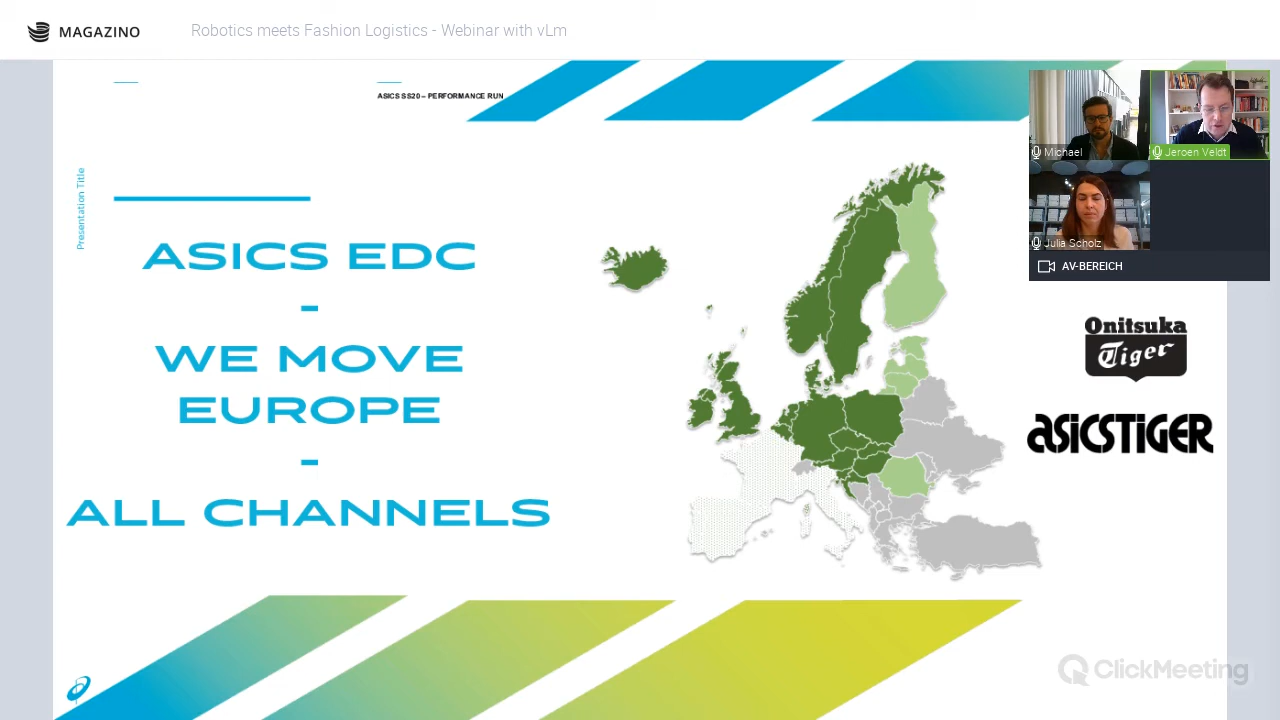 MAGAZINO
Robotics meets Fashion Logistics - Webinar with vLm
ASICS SS20 – PERFORMANCE RUN
Presentation Title
ASICS EDC
-
WE MOVE
EUROPE
-
ALL CHANNELS
Michael
Jeroen Veldt
Julia Scholz
AV-BEREICH
Onitsuka
Tiger
asicsTIGER
ClickMeeting